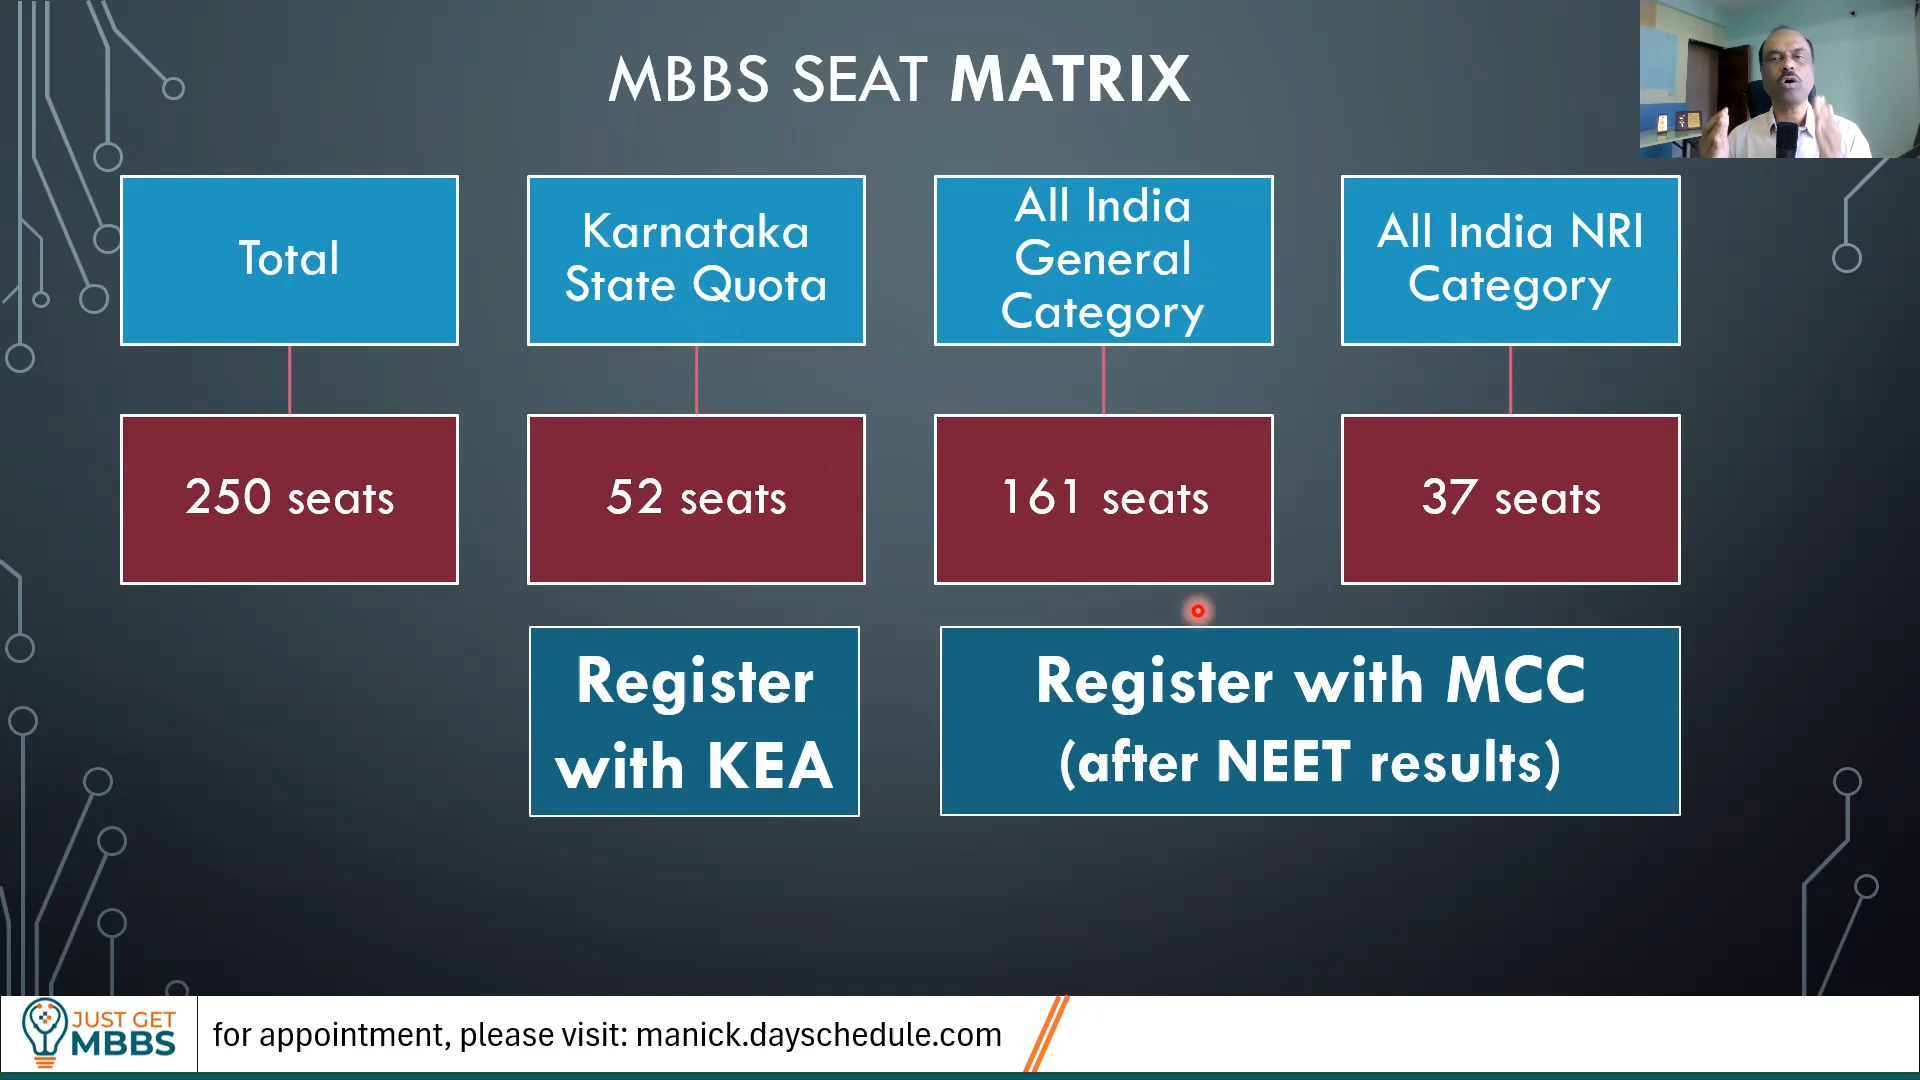 MBBS SEAT MATRIX
Total
Karnataka
State Quota
All India
General
Category
All India NRI
Category
250 seats
52 seats
161 seats
37 seats
Register
with KEA
Register with MCC
(after NEET results)
JUST GET
MBBS
for appointment, please visit: manick.dayschedule.com